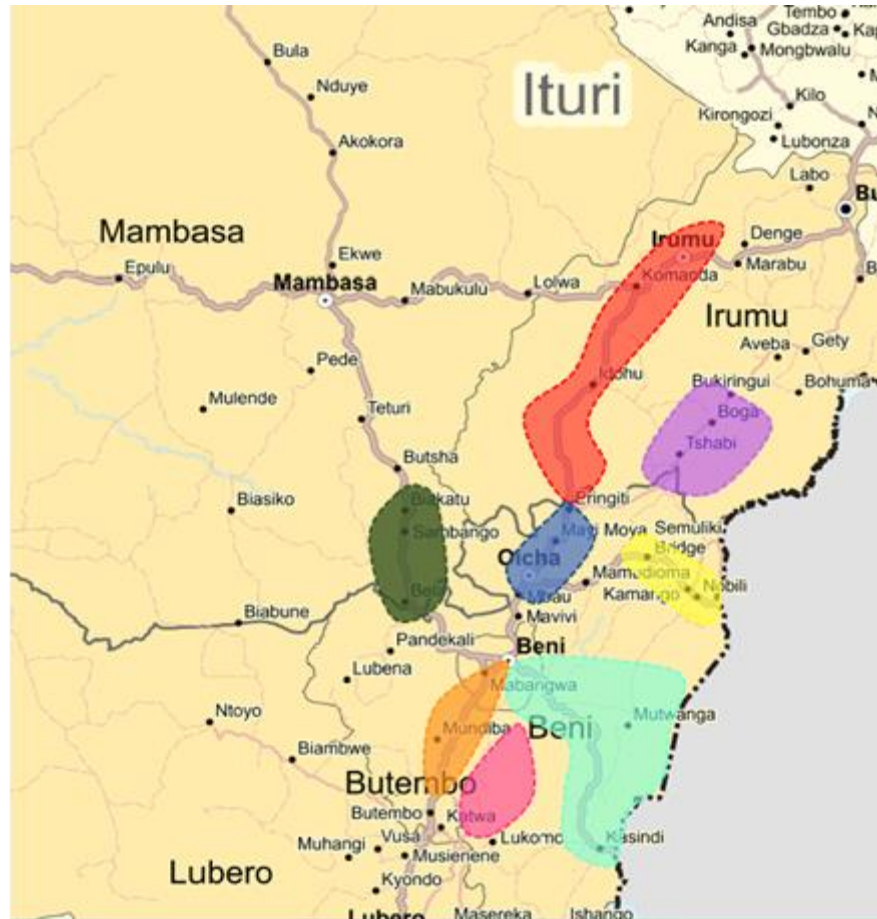 Andisa
Tembo
Gbadza
Kanga
Mongbwalu
Bula
Nduye
Ituri
Kilo
Kirongozi
Lubonza
Akokora
Labo
Mambasa
Ekwe
Epulu
Irumu
Denge
Marabu
Mambasa
Mabukulu
Lolwa
Komanda
Irumu
Aveba
Gety
Pede
Idohu
Bukiringui
Bohuma
Mulende
Teturi
Boga
Tshabi
Butsha
Biasiko
Biakatu
Sambango
Eringiti
Mayi Moya
Semuliki
Bridge
Oicha
Mambdioma
Nobili
Kamango
Mavivi
Biabune
Pandekali
Beni
Lubena
Mabangwa
Ntoyo
Mundiba
Beni
Mutwanga
Biambwe
Butembo
Butembo
Katwa
Muhangi
Vusa
Musienene
Lukomo
Kasindi
Lubero
Kyondo
Lubero
Masereka
Ishango